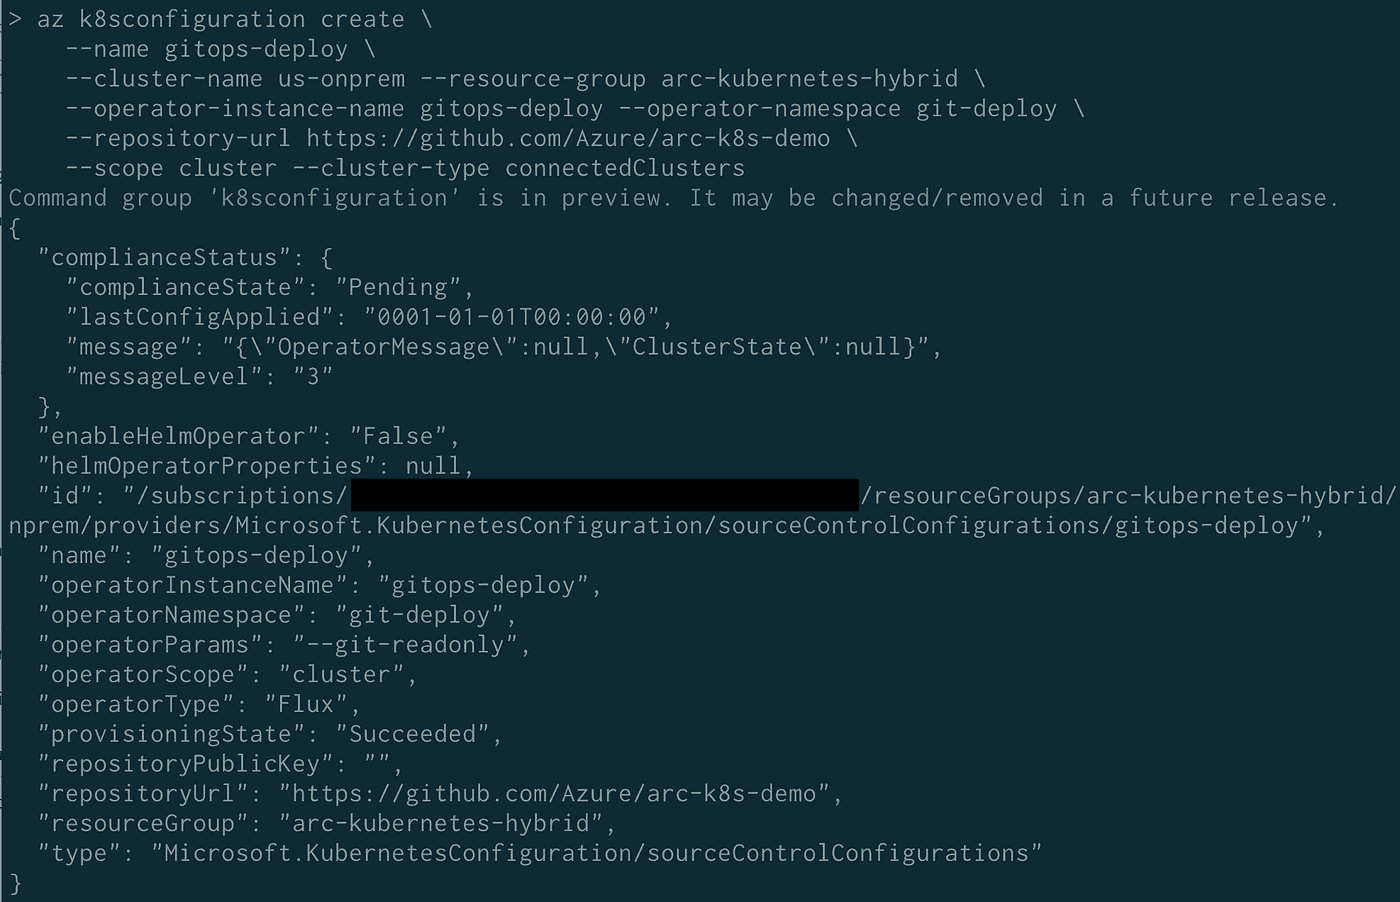 > az k8sconfiguration create \
    --name gitops-deploy \
    --cluster-name us-onprem --resource-group arc-kubernetes-hybrid \
    --operator-instance-name gitops-deploy --operator-namespace git-deploy \
    --repository-url https://github.com/Azure/arc-k8s-demo \
    --scope cluster --cluster-type connectedClusters
Command group 'k8sconfiguration' is in preview. It may be changed/removed in a future release.
{
  "complianceStatus": {
    "complianceState": "Pending",
    "lastConfigApplied": "0001-01-01T00:00:00",
    "message": "{\"OperatorMessage\":null,\"ClusterState\":null}",
    "messageLevel": "3"
  },
  "enableHelmOperator": "False",
  "helmOperatorProperties": null,
  "id": "/subscriptions/ /resourceGroups/arc-kubernetes-hybrid/
nprem/providers/Microsoft.KubernetesConfiguration/sourceControlConfigurations/gitops-deploy",
  "name": "gitops-deploy",
  "operatorInstanceName": "gitops-deploy",
  "operatorNamespace": "git-deploy",
  "operatorParams": "--git-readonly",
  "operatorScope": "cluster",
  "operatorType": "Flux",
  "provisioningState": "Succeeded",
  "repositoryPublicKey": "",
  "repositoryUrl": "https://github.com/Azure/arc-k8s-demo",
  "resourceGroup": "arc-kubernetes-hybrid",
  "type": "Microsoft.KubernetesConfiguration/sourceControlConfigurations"
}